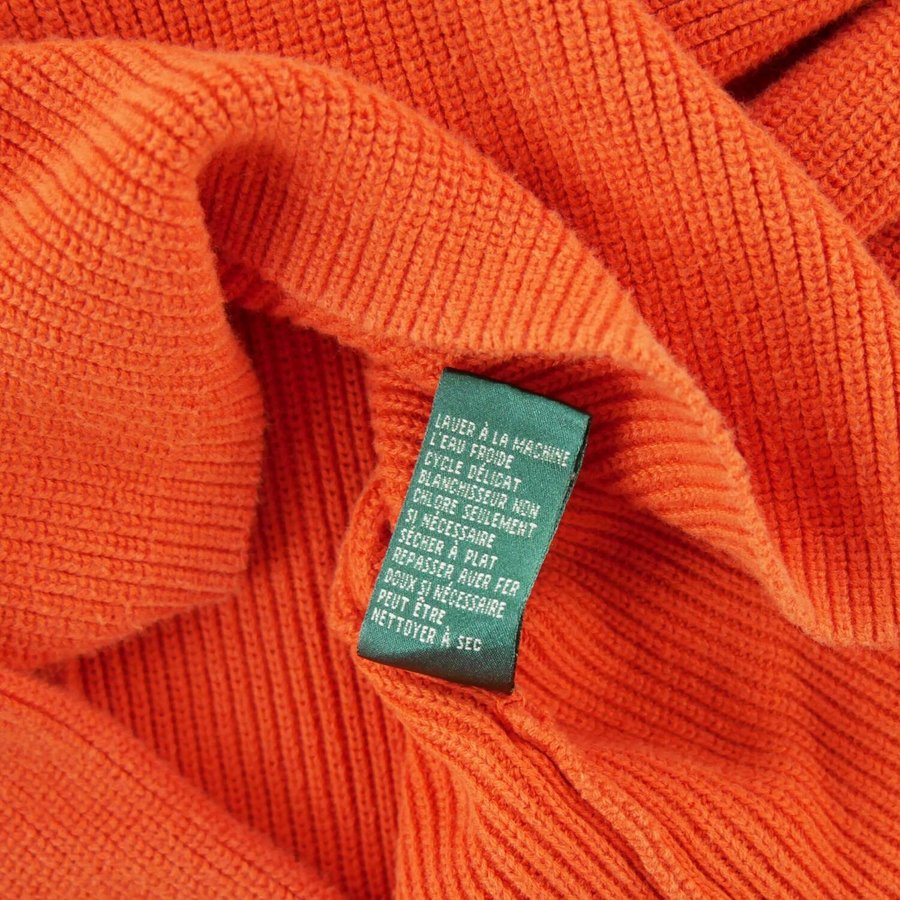 LAVER À LA MACHINE
L'EAU FROIDE
CYCLE DÉLICAT
BLANCHISSEUR NON
CHLORE SEULEMENT
SI NÉCESSAIRE
SÉCHER À PLAT
REPASSER AVER FER
DOUX SI NÉCESSAIRE
PEUT ÊTRE
NETTOYER À SEC